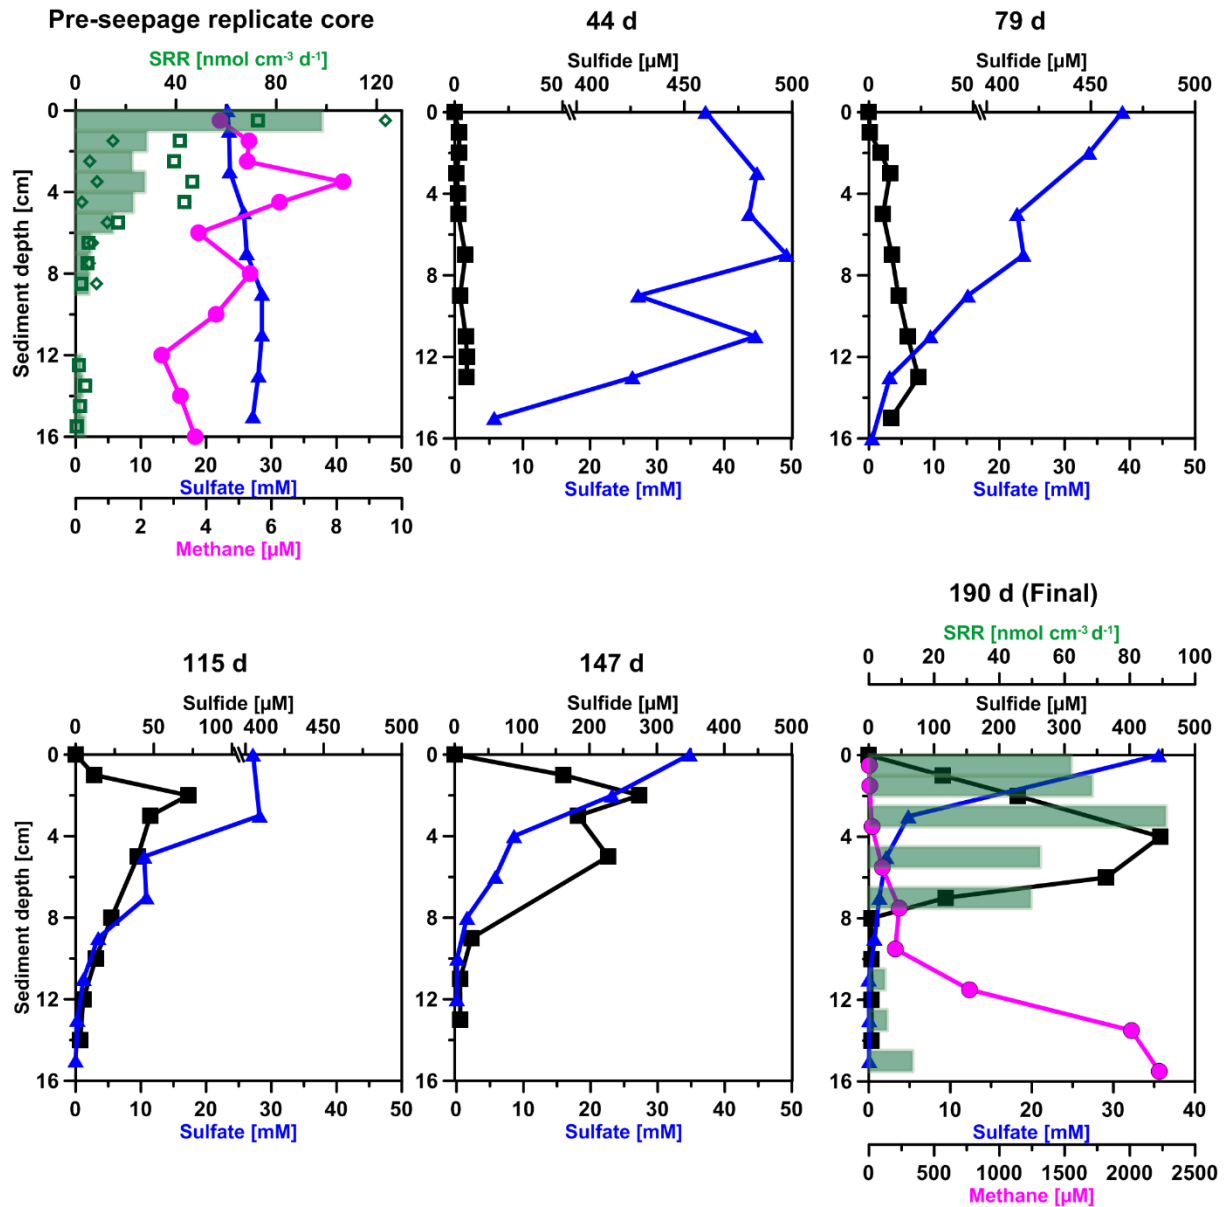 Pre-seepage replicate core
SRR [nmol cm⁻³ d⁻¹]
0 40 80 120
0
4
8
12
16
Sediment depth [cm]
0 10 20 30 40 50
Sulfate [mM]
0 2 4 6 8 10
Methane [µM]
44 d
Sulfide [µM]
0 50 400 450 500
0
4
8
12
16
0 10 20 30 40 50
Sulfate [mM]
79 d
Sulfide [µM]
0 50 400 450 500
0
4
8
12
16
0 10 20 30 40 50
Sulfate [mM]
115 d
Sulfide [µM]
0 50 100 400 450 500
0
4
8
12
16
Sediment depth [cm]
0 10 20 30 40 50
Sulfate [mM]
147 d
Sulfide [µM]
0 100 200 300 400 500
0
4
8
12
16
0 10 20 30 40 50
Sulfate [mM]
190 d (Final)
SRR [nmol cm⁻³ d⁻¹]
0 20 40 60 80 100
Sulfide [µM]
0 100 200 300 400 500
0
4
8
12
16
0 10 20 30 40
Sulfate [mM]
0 500 1000 1500 2000 2500
Methane [µM]